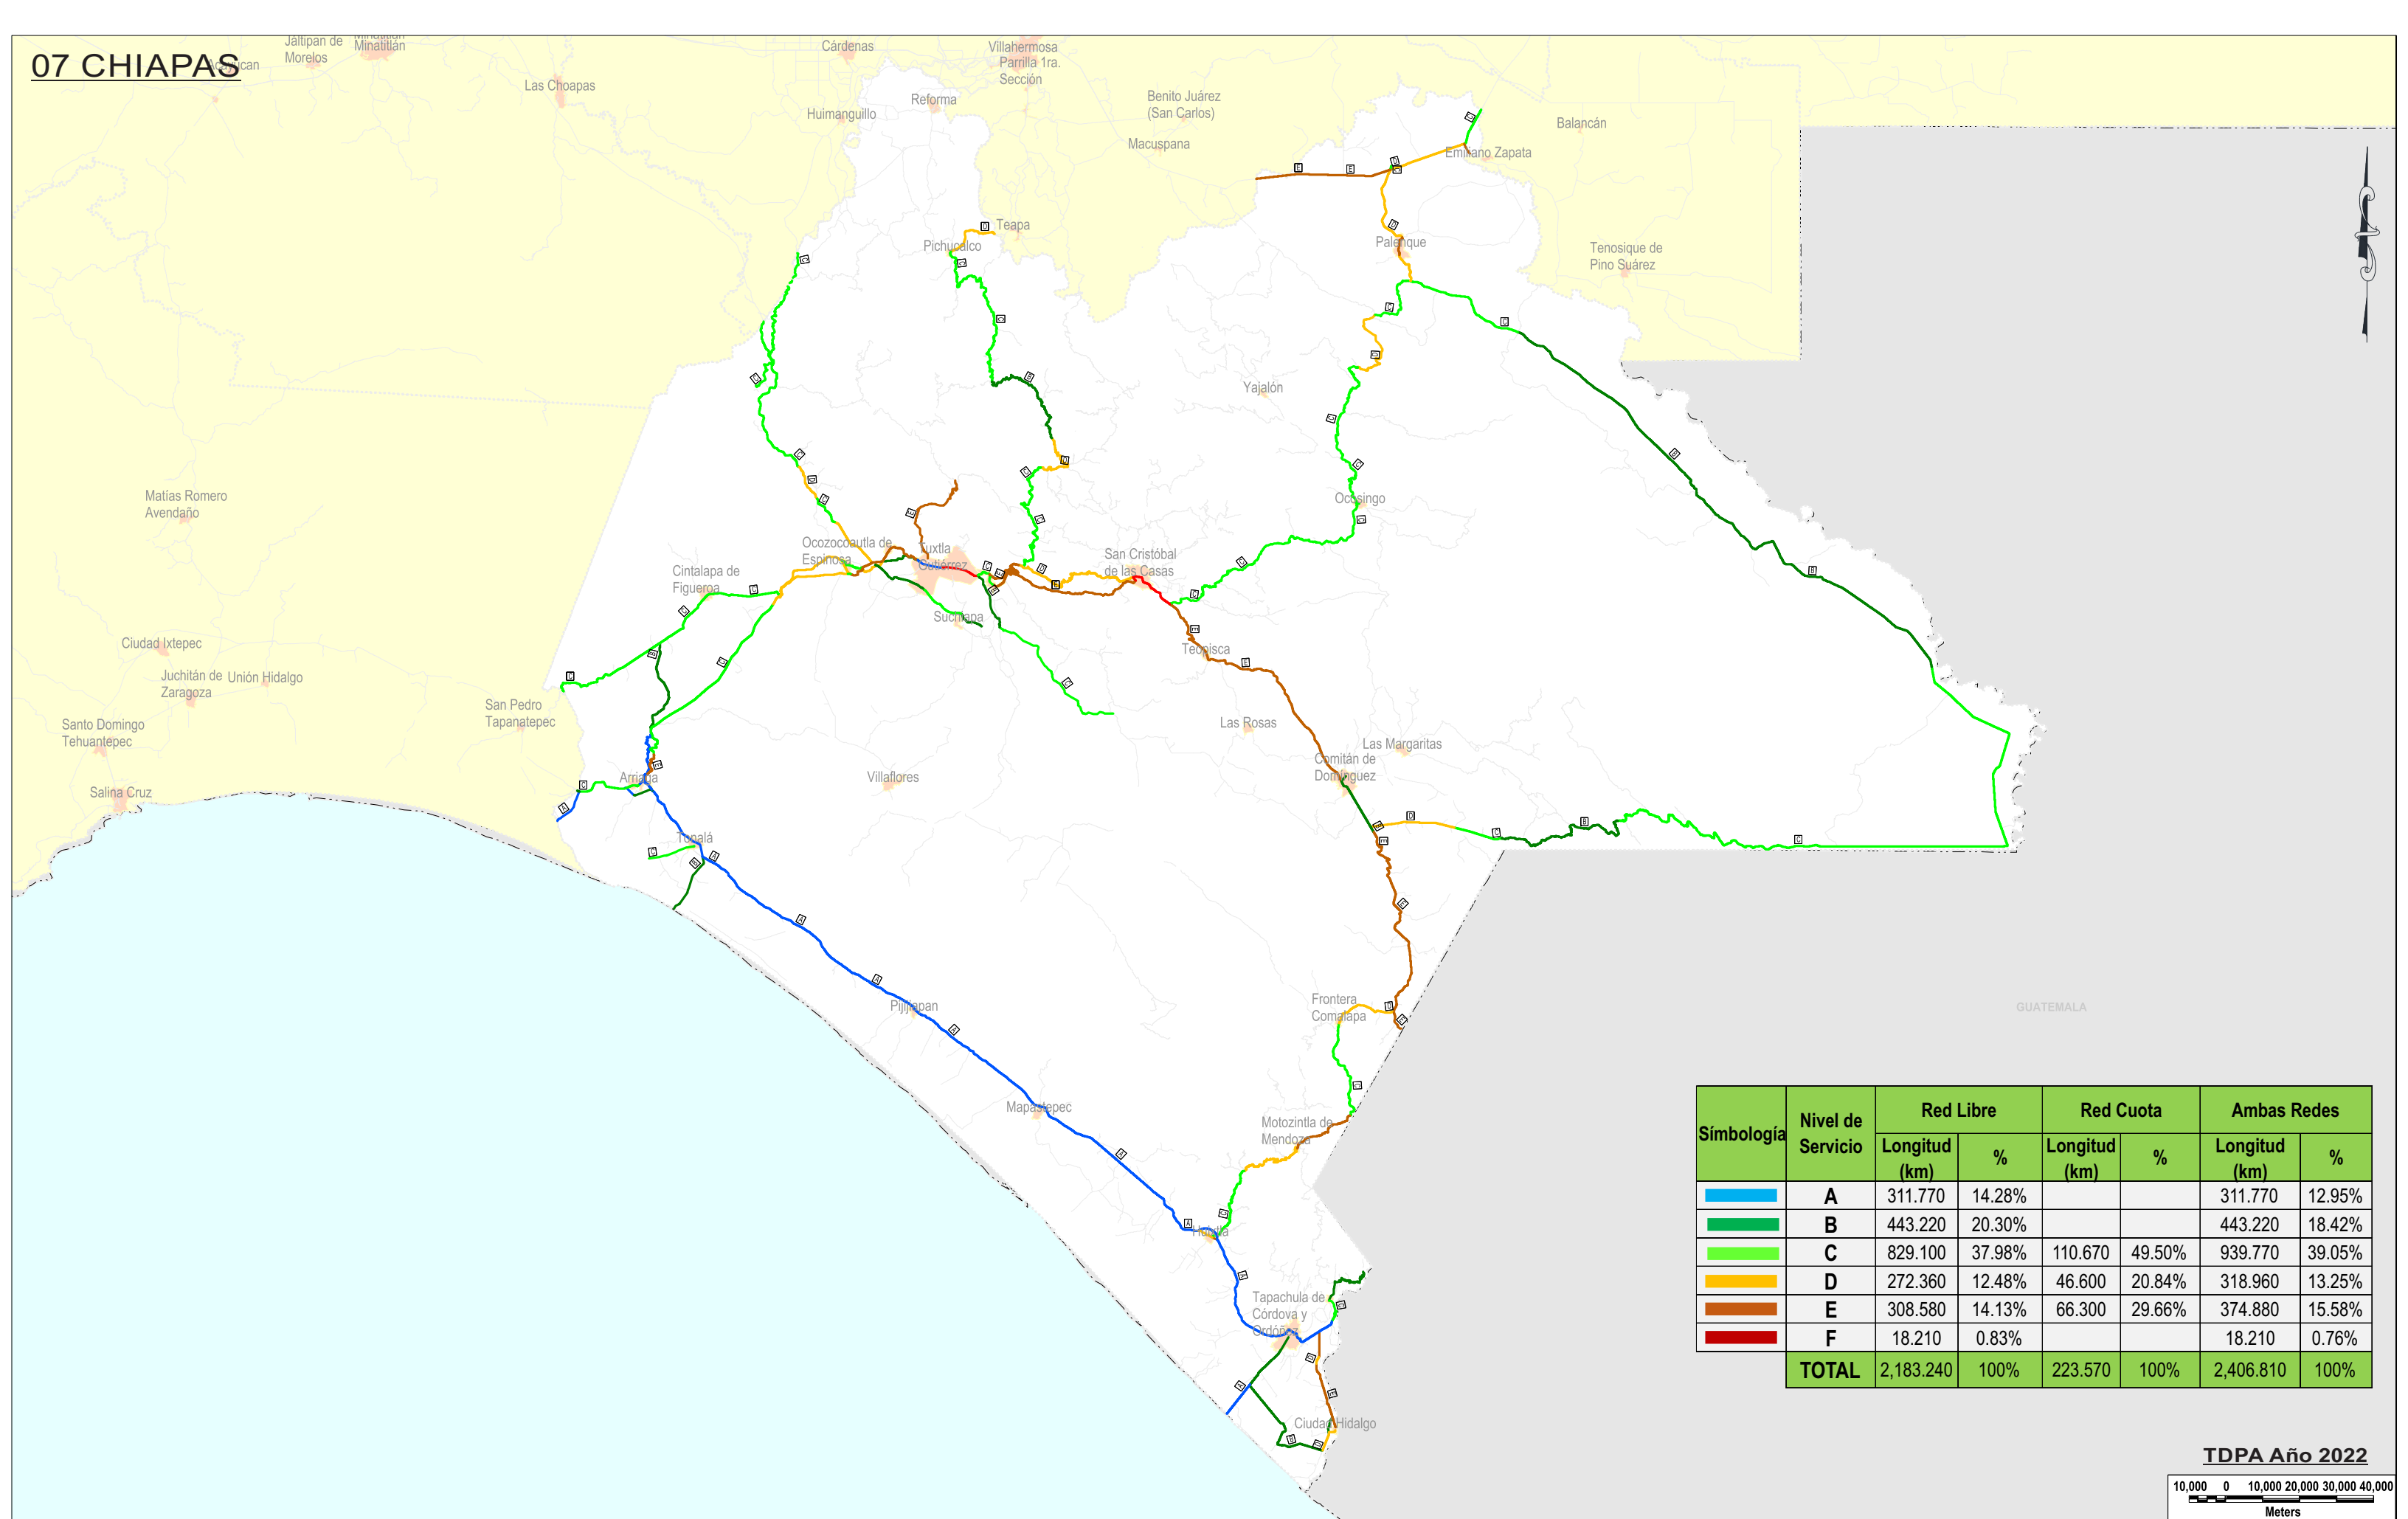 07 CHIAPAS
Acayucan
Jáltipan de
Morelos
Minatitlán
Minatitlán
Las Choapas
Cárdenas
Huimanguillo
Reforma
Villahermosa
Parrilla 1ra.
Sección
Benito Juárez
(San Carlos)
Macuspana
Emiliano Zapata
Balancán
Teapa
Pichucalco
Palenque
Tenosique de
Pino Suárez
Yajalón
Matías Romero
Avendaño
Ocosingo
Ocozocoautla de
Espinosa
Tuxtla
Gutiérrez
San Cristóbal
de las Casas
Cintalapa de
Figueroa
Suchiapa
Ciudad Ixtepec
Teopisca
Juchitán de
Zaragoza
Unión Hidalgo
San Pedro
Tapanatepec
Santo Domingo
Tehuantepec
Las Rosas
Las Margaritas
Comitán de
Domínguez
Salina Cruz
Arriaga
Villaflores
Tonalá
Pijijiapan
Frontera
Comalapa
GUATEMALA
Mapastepec
Motozintla de
Mendoza
Huixtla
Tapachula de
Córdova y
Ordóñez
Ciudad Hidalgo
Símbología Nivel de Servicio Red Libre Red Cuota Ambas Redes
Longitud (km) % Longitud (km) % Longitud (km) %
A 311.770 14.28% 311.770 12.95%
B 443.220 20.30% 443.220 18.42%
C 829.100 37.98% 110.670 49.50% 939.770 39.05%
D 272.360 12.48% 46.600 20.84% 318.960 13.25%
E 308.580 14.13% 66.300 29.66% 374.880 15.58%
F 18.210 0.83% 18.210 0.76%
TOTAL 2,183.240 100% 223.570 100% 2,406.810 100%
TDPA Año 2022
10,000 0 10,000 20,000 30,000 40,000
Meters